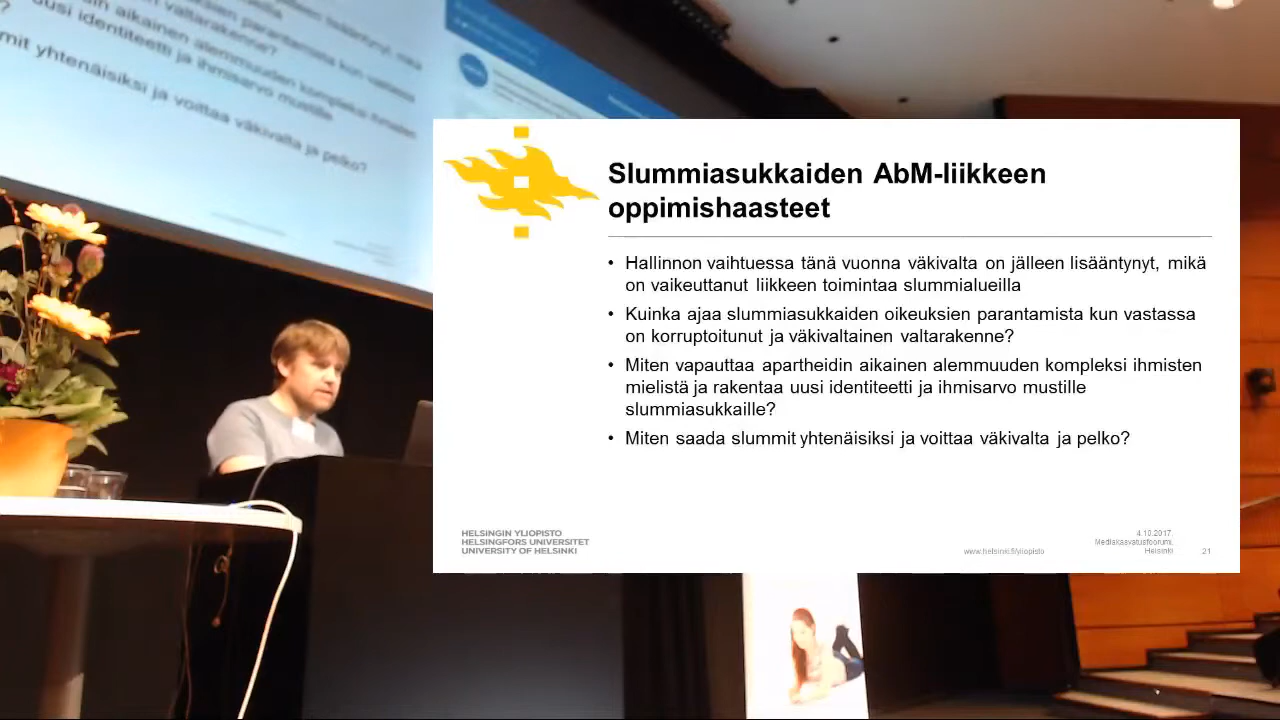 uusi identiteetti ja ihmisarvo mustille
mit yhtenäisiksi ja voittaa väkivalta ja pelko?
Slummiasukkaiden AbM-liikkeen
oppimishaasteet
• Hallinnon vaihtuessa tänä vuonna väkivalta on jälleen lisääntynyt, mikä
on vaikeuttanut liikkeen toimintaa slummialueilla
• Kuinka ajaa slummiasukkaiden oikeuksien parantamista kun vastassa
on korruptoitunut ja väkivaltainen valtarakenne?
• Miten vapauttaa apartheidin aikainen alemmuuden kompleksi ihmisten
mielistä ja rakentaa uusi identiteetti ja ihmisarvo mustille
slummiasukkaille?
• Miten saada slummit yhtenäisiksi ja voittaa väkivalta ja pelko?
HELSINGIN YLIOPISTO
HELSINGFORS UNIVERSITET
UNIVERSITY OF HELSINKI
www.helsinki.fi/yliopisto
4.10.2017
Mediakasvatusfoorumi,
Helsinki
21